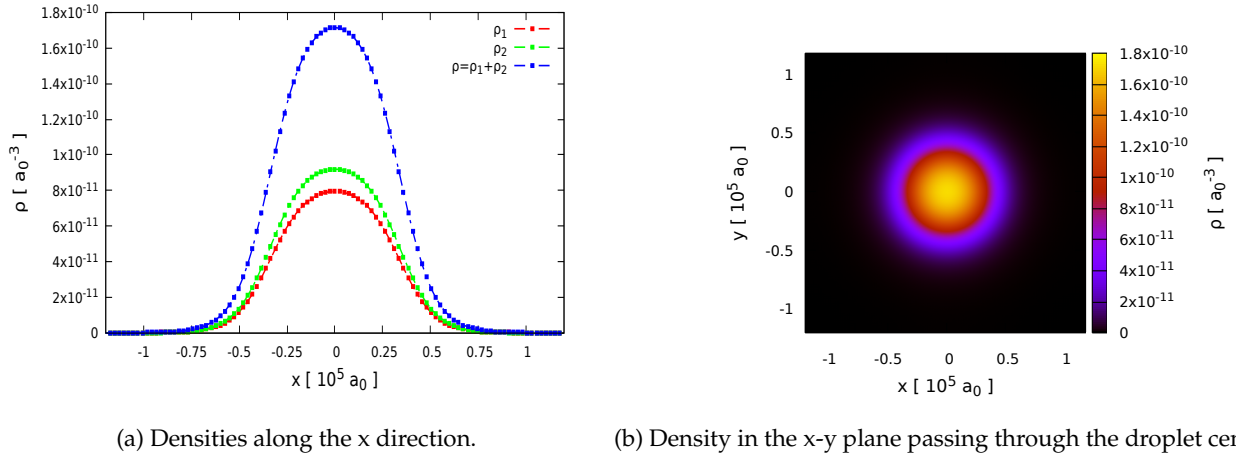 1.8x10⁻¹⁰
1.6x10⁻¹⁰
1.4x10⁻¹⁰
1.2x10⁻¹⁰
1x10⁻¹⁰
8x10⁻¹¹
6x10⁻¹¹
4x10⁻¹¹
2x10⁻¹¹
0
ρ [ a₀⁻³ ]
ρ₁
ρ₂
ρ=ρ₁+ρ₂
-1 -0.75 -0.5 -0.25 0 0.25 0.5 0.75 1
x [ 10⁵ a₀ ]
1
0.5
0
-0.5
-1
y [ 10⁵ a₀ ]
-1 -0.5 0 0.5 1
x [ 10⁵ a₀ ]
1.8x10⁻¹⁰
1.6x10⁻¹⁰
1.4x10⁻¹⁰
1.2x10⁻¹⁰
1x10⁻¹⁰
8x10⁻¹¹
6x10⁻¹¹
4x10⁻¹¹
2x10⁻¹¹
0
ρ [ a₀⁻³ ]
(a) Densities along the x direction.
(b) Density in the x-y plane passing through the droplet